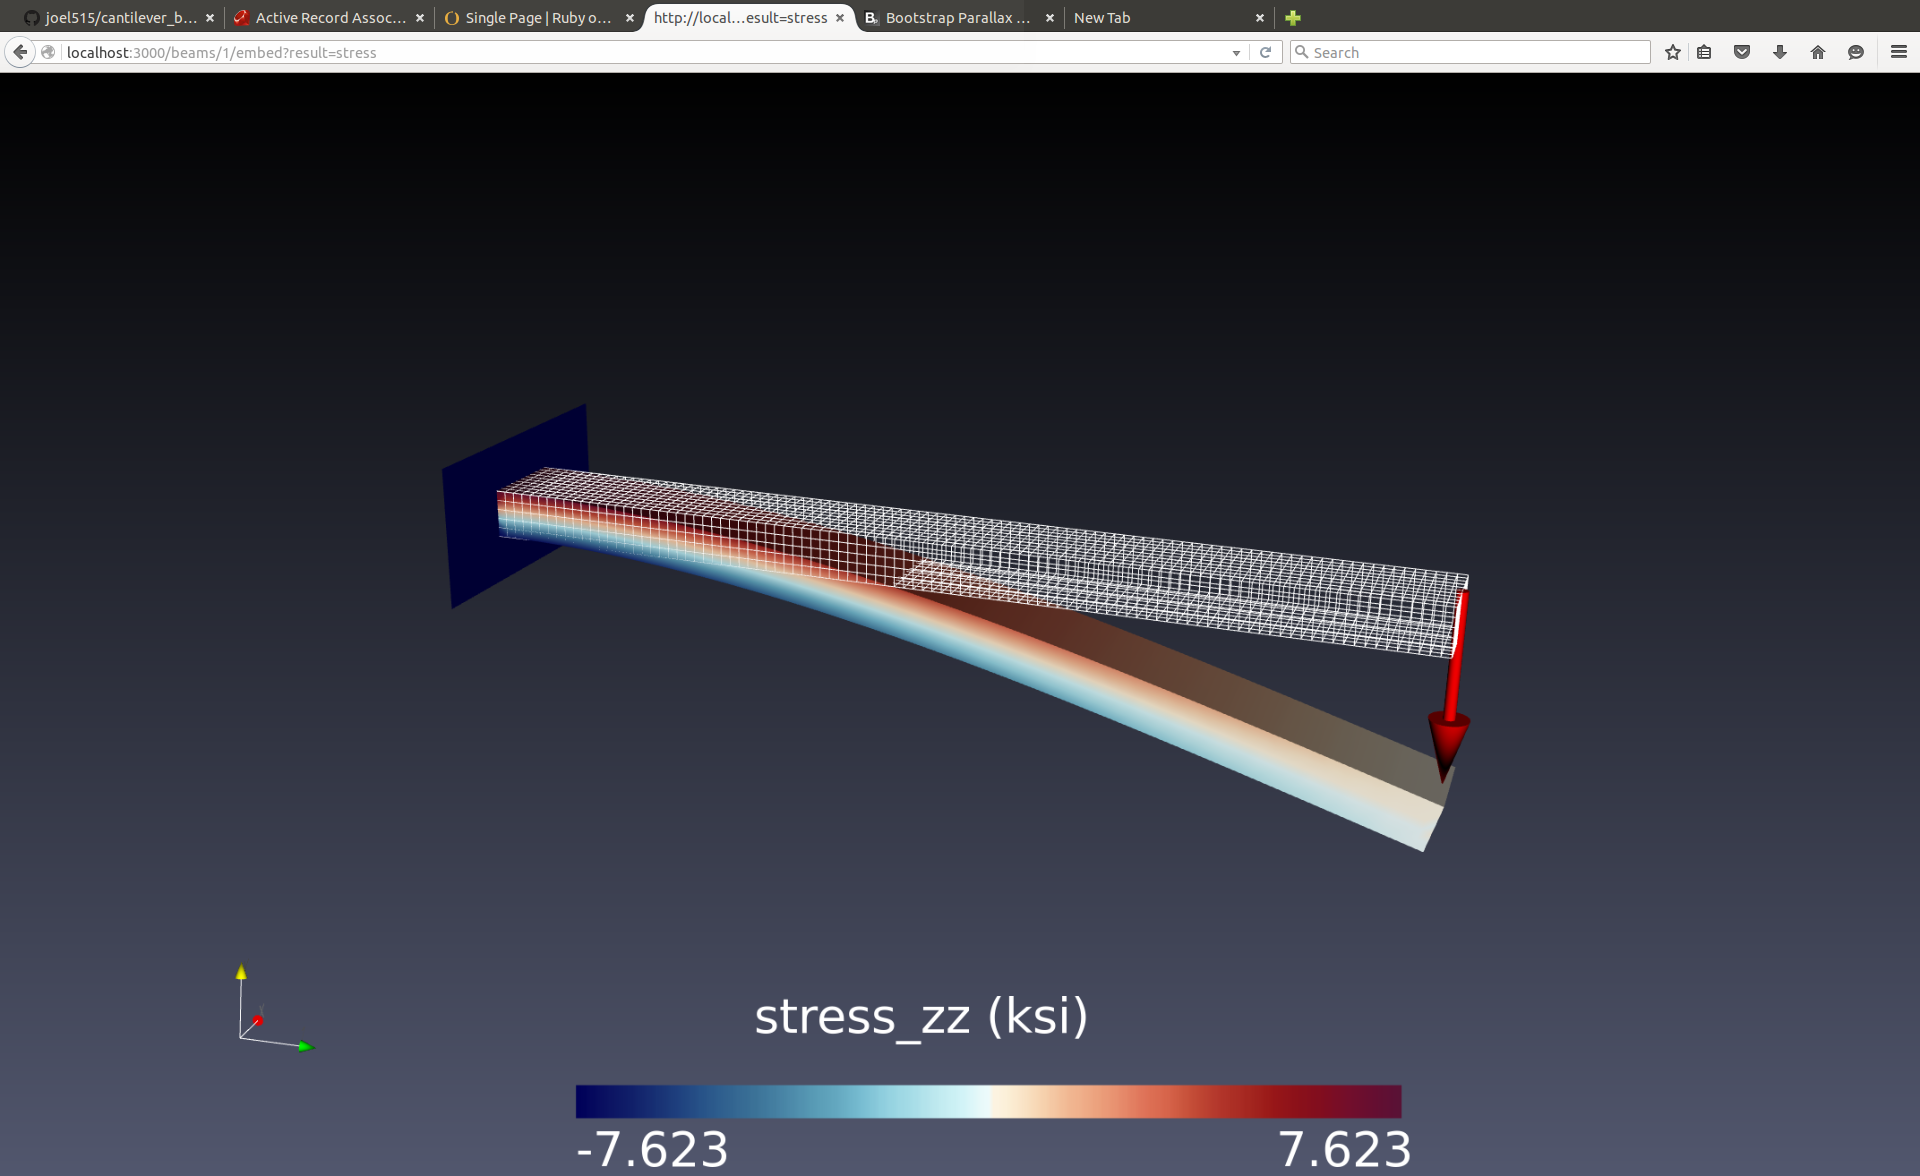 joel515/cantilever_b...
Active Record Assoc...
Single Page | Ruby o...
http://local...esult=stress
Bootstrap Parallax ...
New Tab
localhost:3000/beams/1/embed?result=stress
Search
stress_zz (ksi)
-7.623
7.623